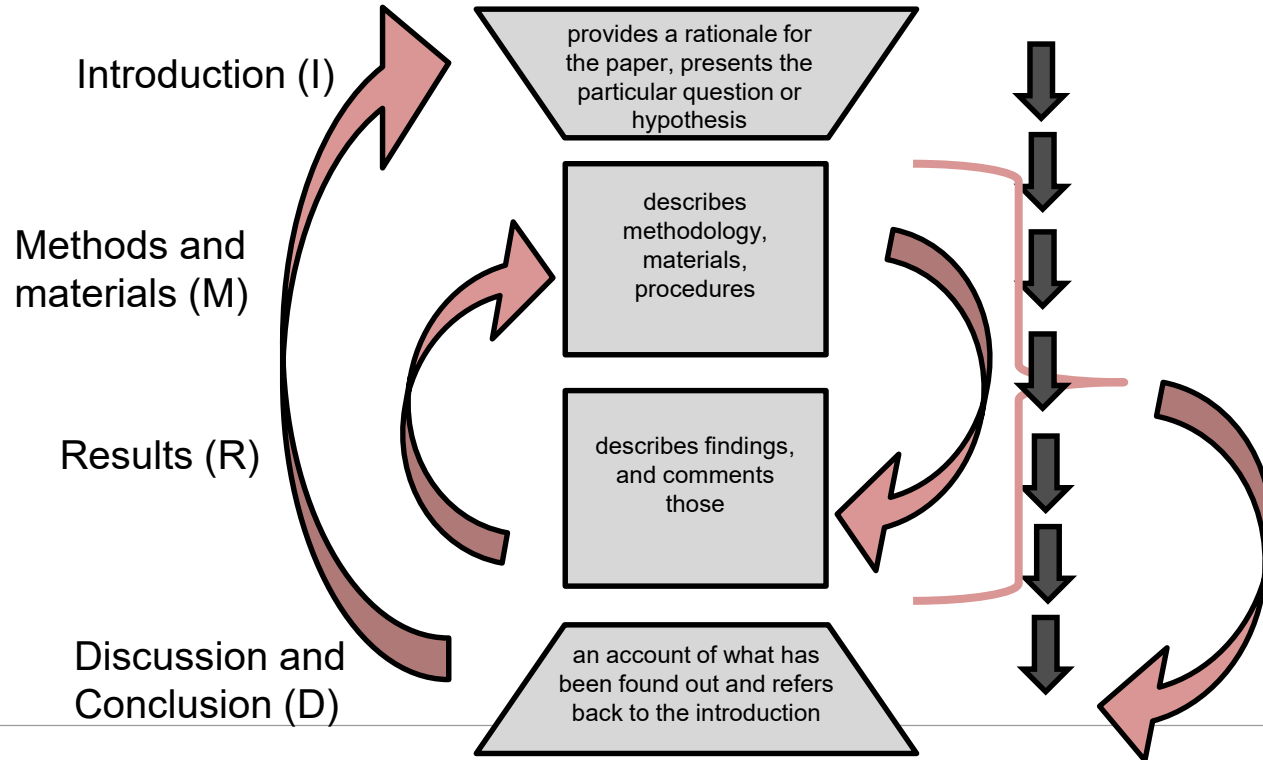 Introduction (I)
provides a rationale for
the paper, presents the
particular question or
hypothesis
Methods and
materials (M)
describes
methodology,
materials,
procedures
Results (R)
describes findings,
and comments
those
Discussion and
Conclusion (D)
an account of what has
been found out and refers
back to the introduction